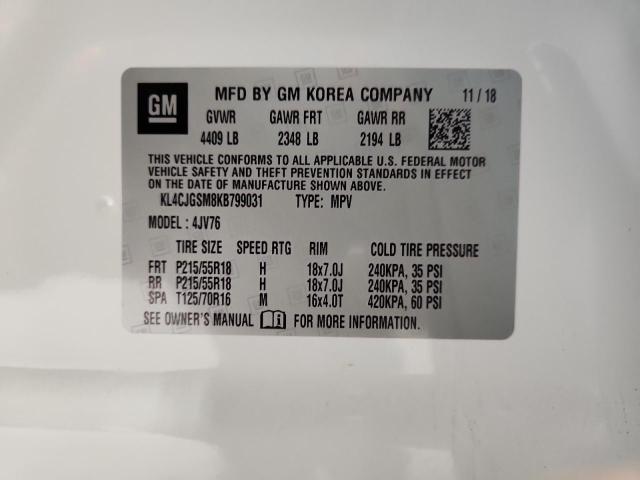 GM
MFD BY GM KOREA COMPANY 11 / 18
GVWR GAWR FRT GAWR RR
4409 LB 2348 LB 2194 LB
THIS VEHICLE CONFORMS TO ALL APPLICABLE U.S. FEDERAL MOTOR
VEHICLE SAFETY AND THEFT PREVENTION STANDARDS IN EFFECT
ON THE DATE OF MANUFACTURE SHOWN ABOVE.
KL4CJGSM8KB799031 TYPE: MPV
MODEL: 4JV76
TIRE SIZE SPEED RTG RIM COLD TIRE PRESSURE
FRT P215/55R18 H 18x7.0J 240KPA, 35 PSI
RR P215/55R18 H 18x7.0J 240KPA, 35 PSI
SPA T125/70R16 M 16x4.0T 420KPA, 60 PSI
SEE OWNER'S MANUAL FOR MORE INFORMATION.